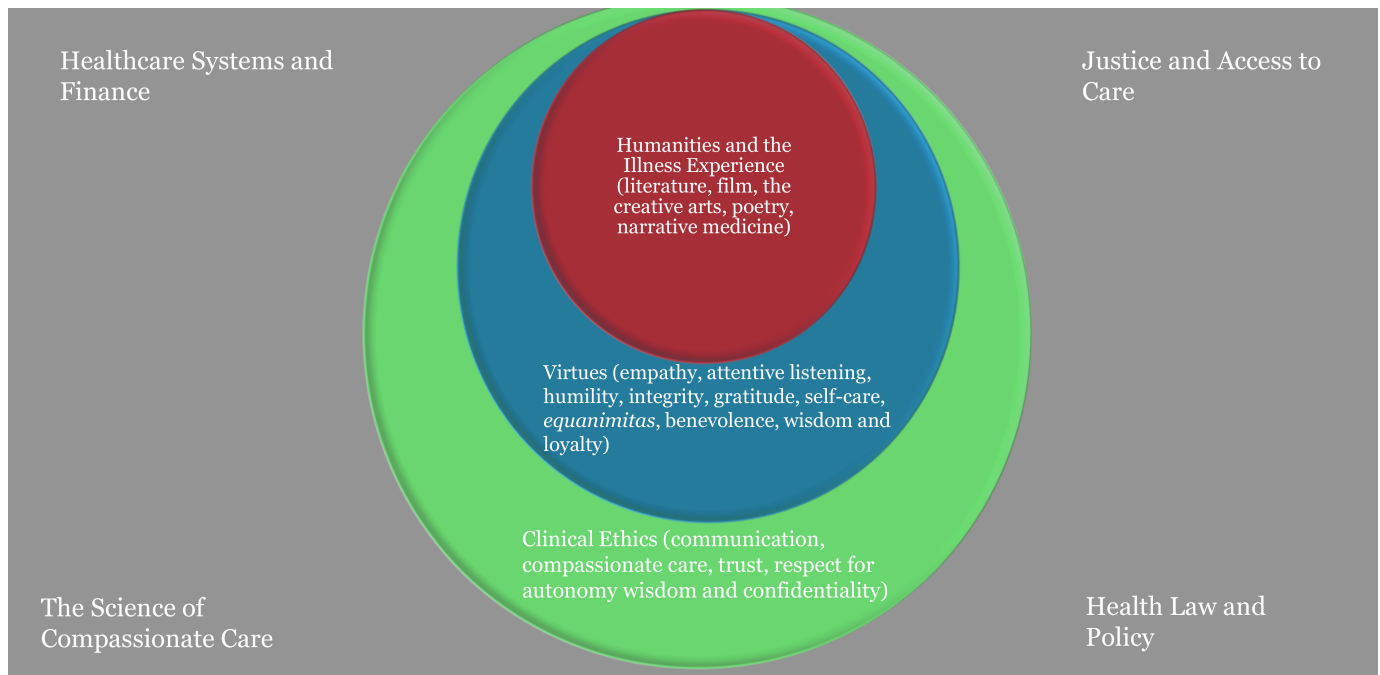 Healthcare Systems and
Finance
Justice and Access to
Care
Humanities and the
Illness Experience
(literature, film, the
creative arts, poetry,
narrative medicine)
Virtues (empathy, attentive listening,
humility, integrity, gratitude, self-care,
equanimitas, benevolence, wisdom and
loyalty)
Clinical Ethics (communication,
compassionate care, trust, respect for
autonomy wisdom and confidentiality)
The Science of
Compassionate Care
Health Law and
Policy